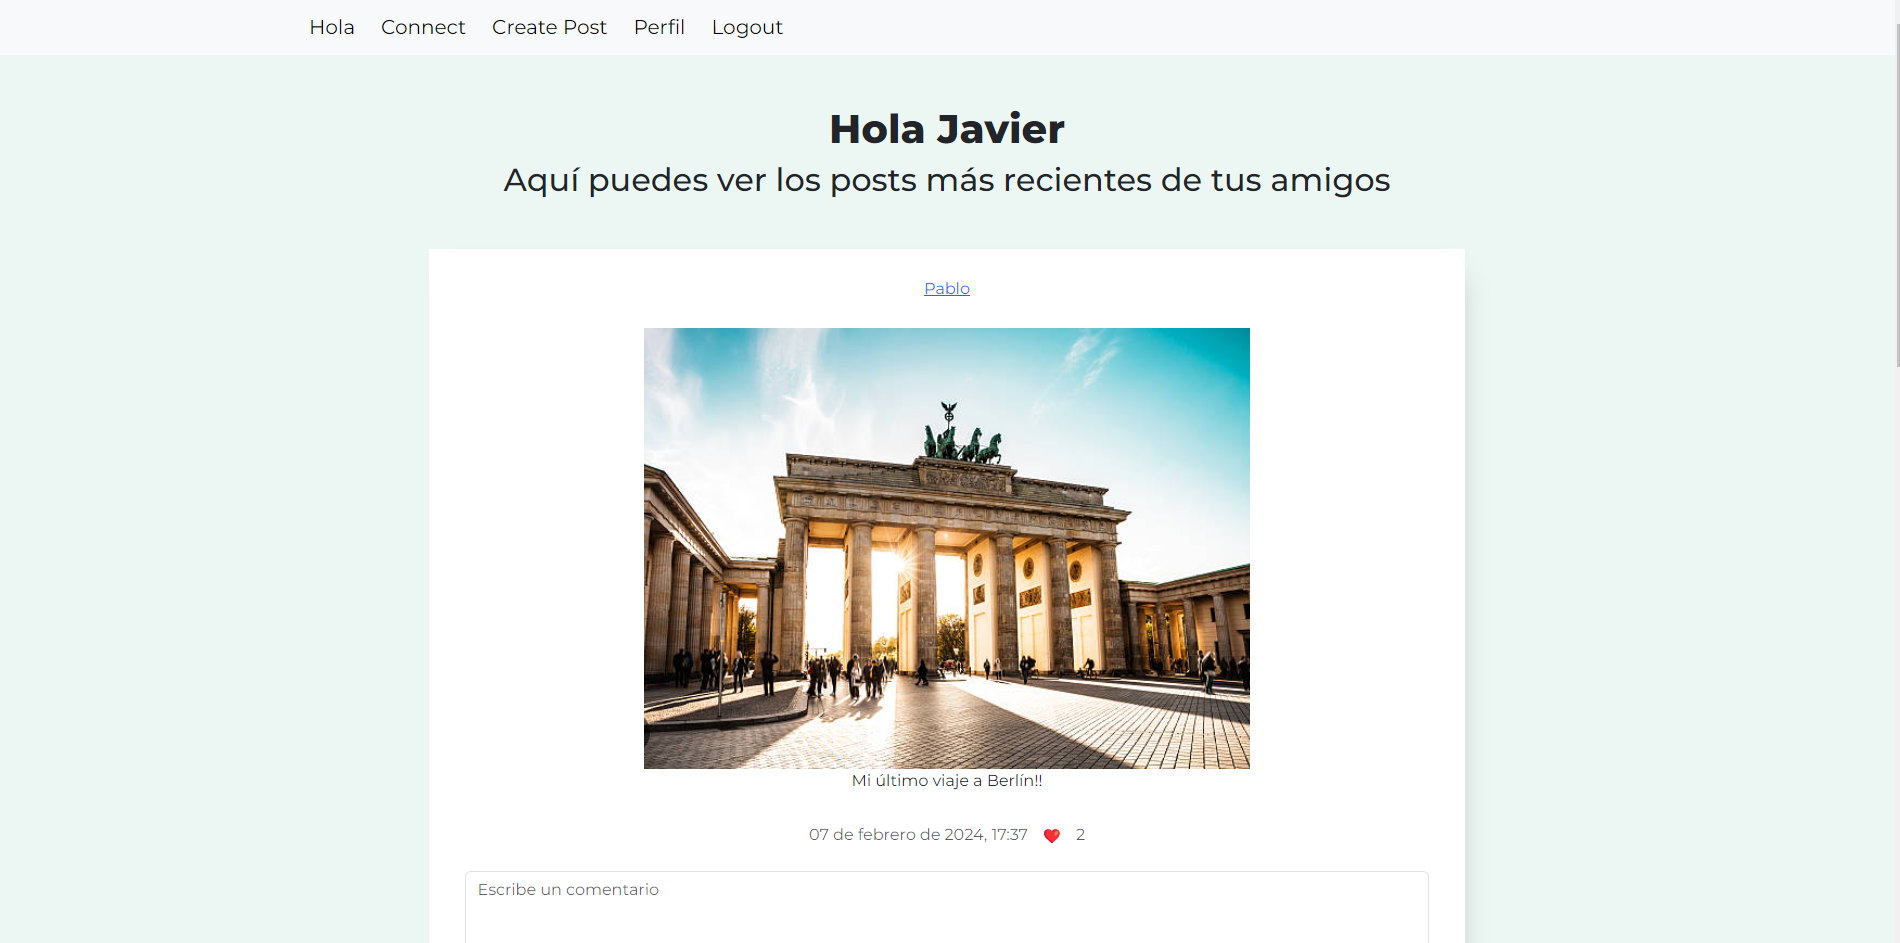 Hola Connect Create Post Perfil Logout
Hola Javier
Aquí puedes ver los posts más recientes de tus amigos
Pablo
Mi último viaje a Berlín!!
07 de febrero de 2024, 17:37 ❤️ 2
Escribe un comentario